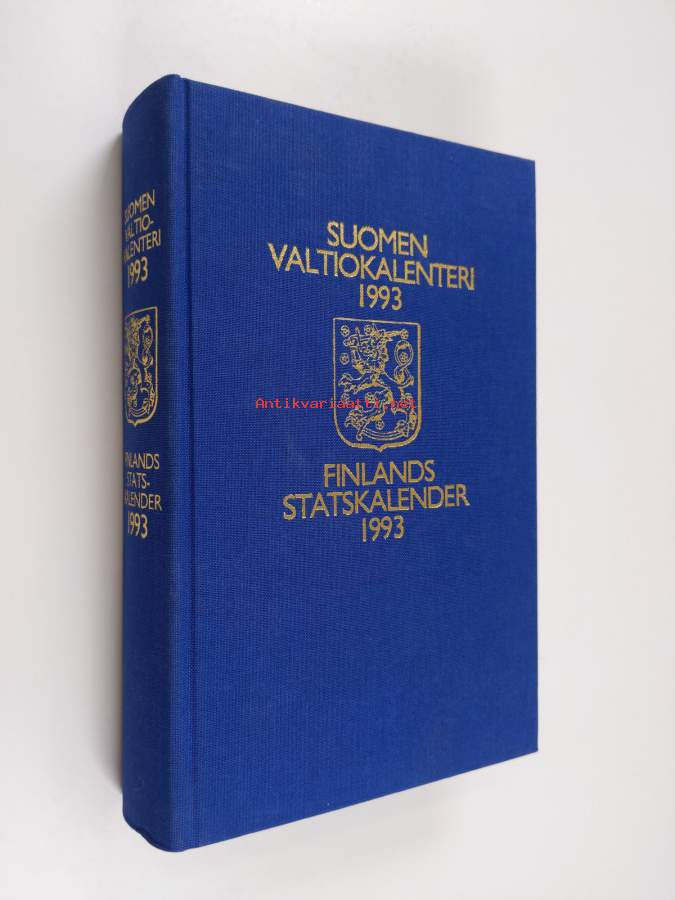 SUOMEN
VALTIO-
KALENTERI
1993
FINLANDS
STATS-
KALENDER
1993
SUOMEN
VALTIOKALENTERI
1993
Antikvariaatti.net
FINLANDS
STATSKALENDER
1993